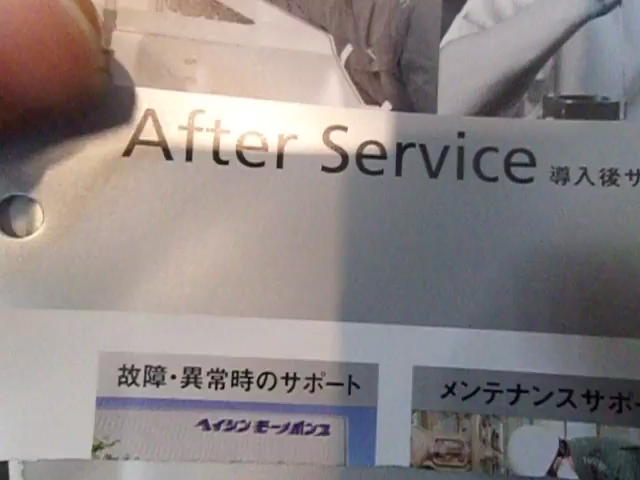 After Service 導入後サ
故障・異常時のサポート
メンテナンスサポー
ヘイシン モーノポンプ